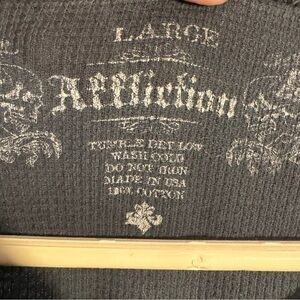 LARGE
Affliction
TUMBLE DRY LOW
WASH COLD
DO NOT IRON
MADE IN USA
100% COTTON